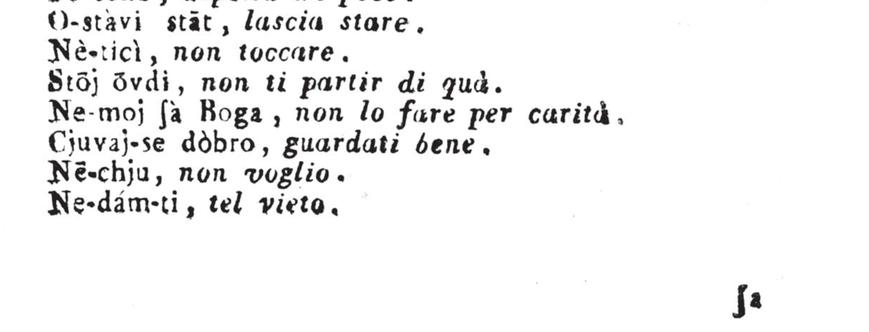 O-stàvi stāt, lascia stare.
Nè-ticì, non toccare.
Stōj ōvdi, non ti partir di quà.
Ne-moj ſà Boga, non lo fare per carità.
Cjuvaj-se dòbro, guardati bene.
Nē-chju, non voglio.
Ne-dám-ti, tel vieto.
ſa